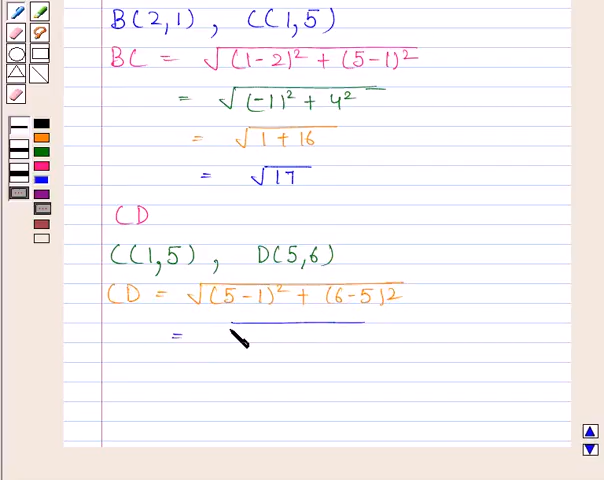 B(2,1) , C(1,5)
BC = √(1-2)² + (5-1)²
= √(-1)² + 4²
= √1 + 16
= √17
CD
C(1,5) , D(5,6)
CD = √(5-1)² + (6-5)2
=